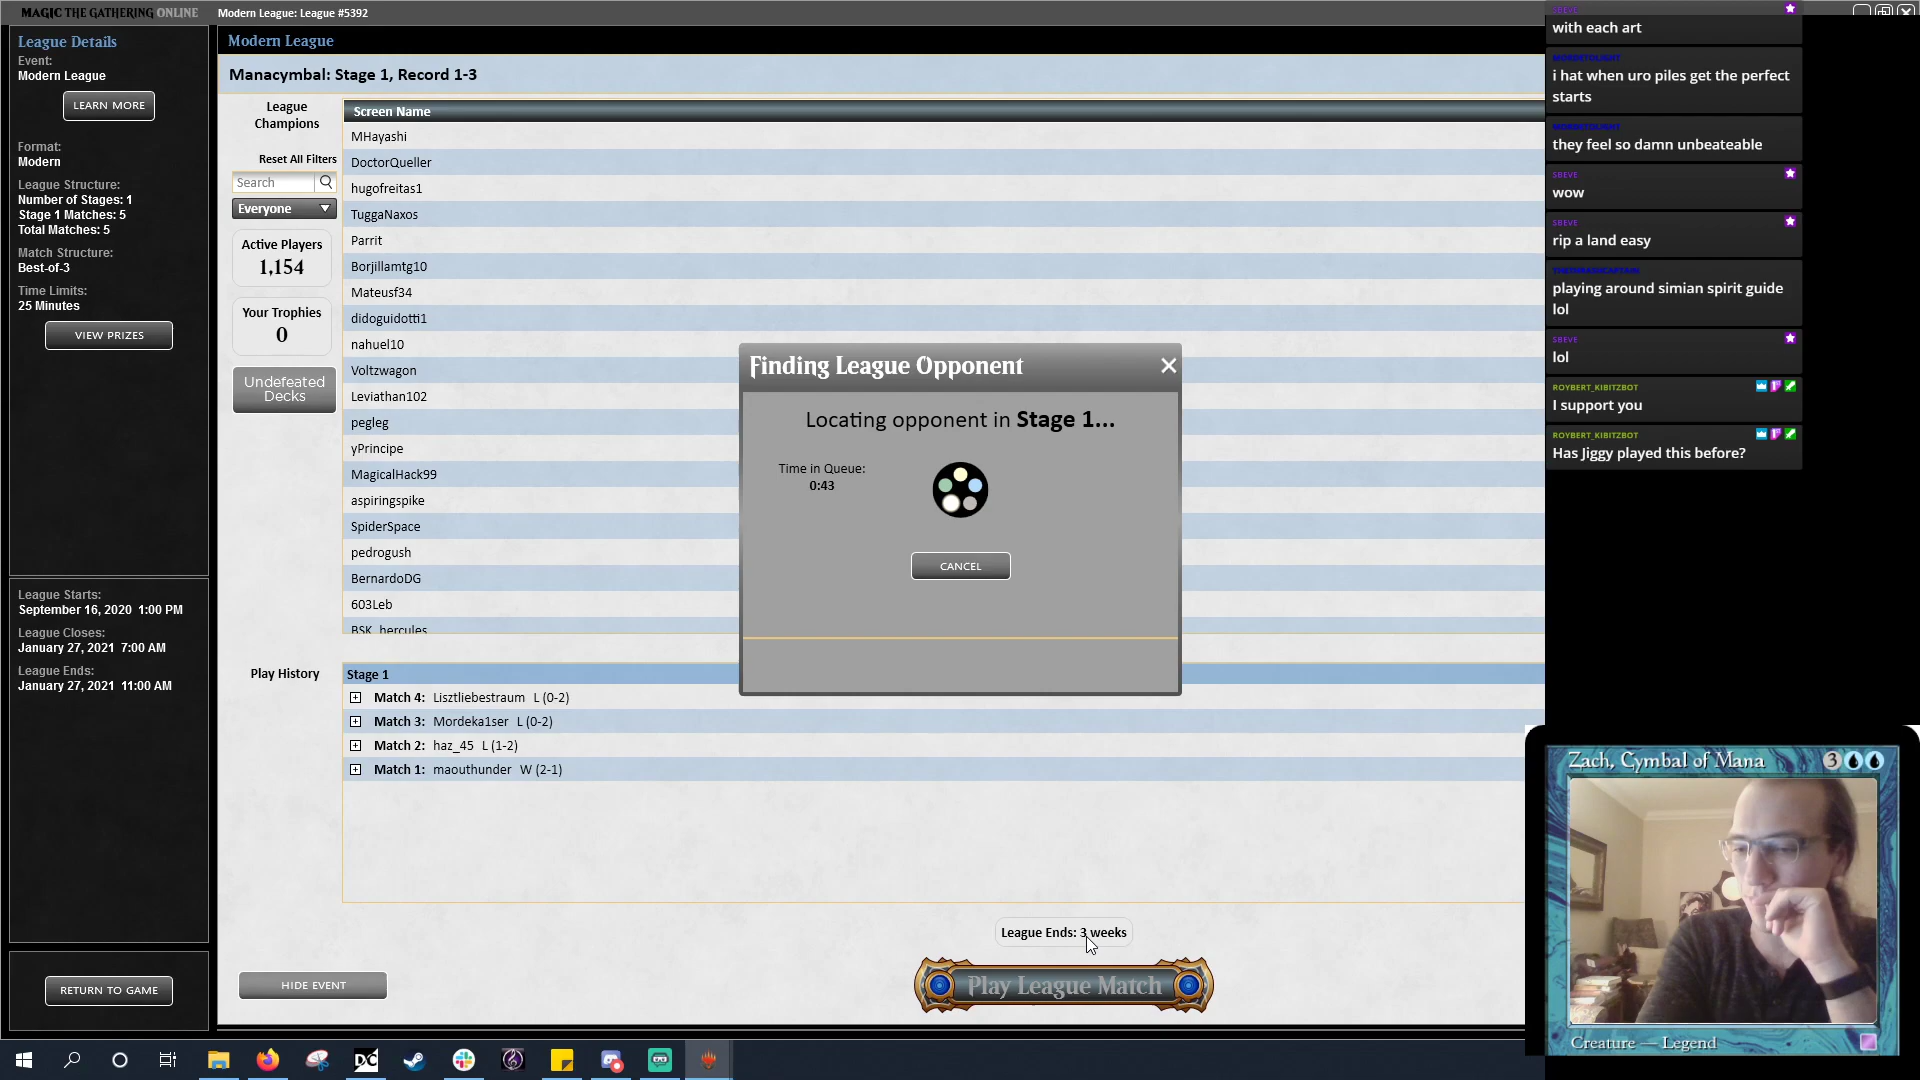 MAGIC THE GATHERING ONLINE
Modern League: League #5392
League Details
Event:
Modern League
LEARN MORE
Format:
Modern
League Structure:
Number of Stages: 1
Stage 1 Matches: 5
Total Matches: 5
Match Structure:
Best-of-3
Time Limits:
25 Minutes
VIEW PRIZES
League Starts:
September 16, 2020 1:00 PM
League Closes:
January 27, 2021 7:00 AM
League Ends:
January 27, 2021 11:00 AM
RETURN TO GAME
Modern League
Manacymbal: Stage 1, Record 1-3
League
Champions
Reset All Filters
Search
Everyone
Active Players
1,154
Your Trophies
0
Undefeated
Decks
Screen Name
MHayashi
DoctorQueller
hugofreitas1
TuggaNaxos
Parrit
Borjillamtg10
Mateusf34
didoguidotti1
nahuel10
Voltzwagon
Leviathan102
pegleg
yPrincipe
MagicalHack99
aspiringspike
SpiderSpace
pedrogush
BernardoDG
603Leb
BSK_hercules
Finding League Opponent
Locating opponent in Stage 1...
Time in Queue:
0:43
CANCEL
Play History
Stage 1
Match 4: Lisztliebestraum L (0-2)
Match 3: Mordeka1ser L (0-2)
Match 2: haz_45 L (1-2)
Match 1: maouthunder W (2-1)
League Ends: 3 weeks
HIDE EVENT
Play League Match
SBEVE
with each art
i hat when uro piles get the perfect
starts
they feel so damn unbeateable
SBEVE
wow
SBEVE
rip a land easy
playing around simian spirit guide
lol
SBEVE
lol
ROYBERT_KIBITZBOT
I support you
ROYBERT_KIBITZBOT
Has Jiggy played this before?
Zach, Cymbal of Mana 3
Creature — Legend
DC